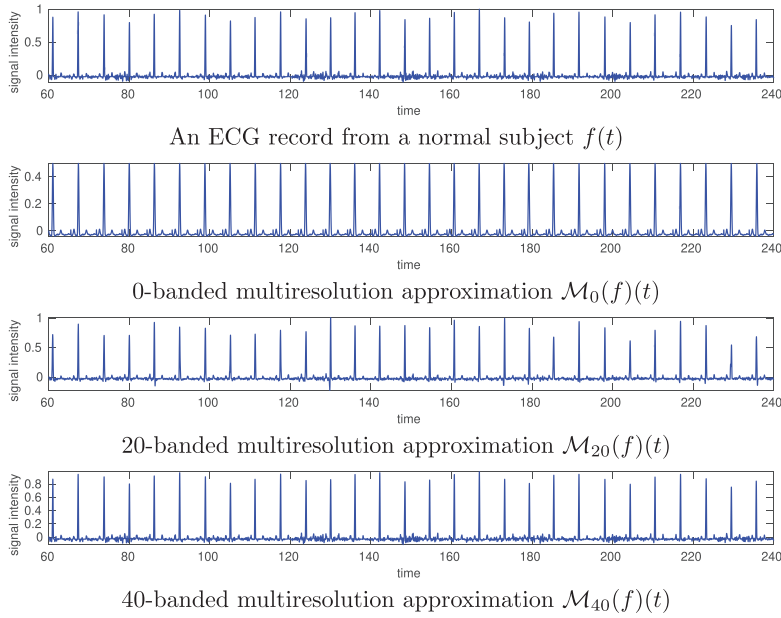 signal intensity
1
0.5
0
60 80 100 120 140 160 180 200 220 240
time
An ECG record from a normal subject f(t)
signal intensity
0.4
0.2
0
60 80 100 120 140 160 180 200 220 240
time
0-banded multiresolution approximation ℳ₀(f)(t)
signal intensity
1
0.5
0
60 80 100 120 140 160 180 200 220 240
time
20-banded multiresolution approximation ℳ₂₀(f)(t)
signal intensity
0.8
0.6
0.4
0.2
0
60 80 100 120 140 160 180 200 220 240
time
40-banded multiresolution approximation ℳ₄₀(f)(t)